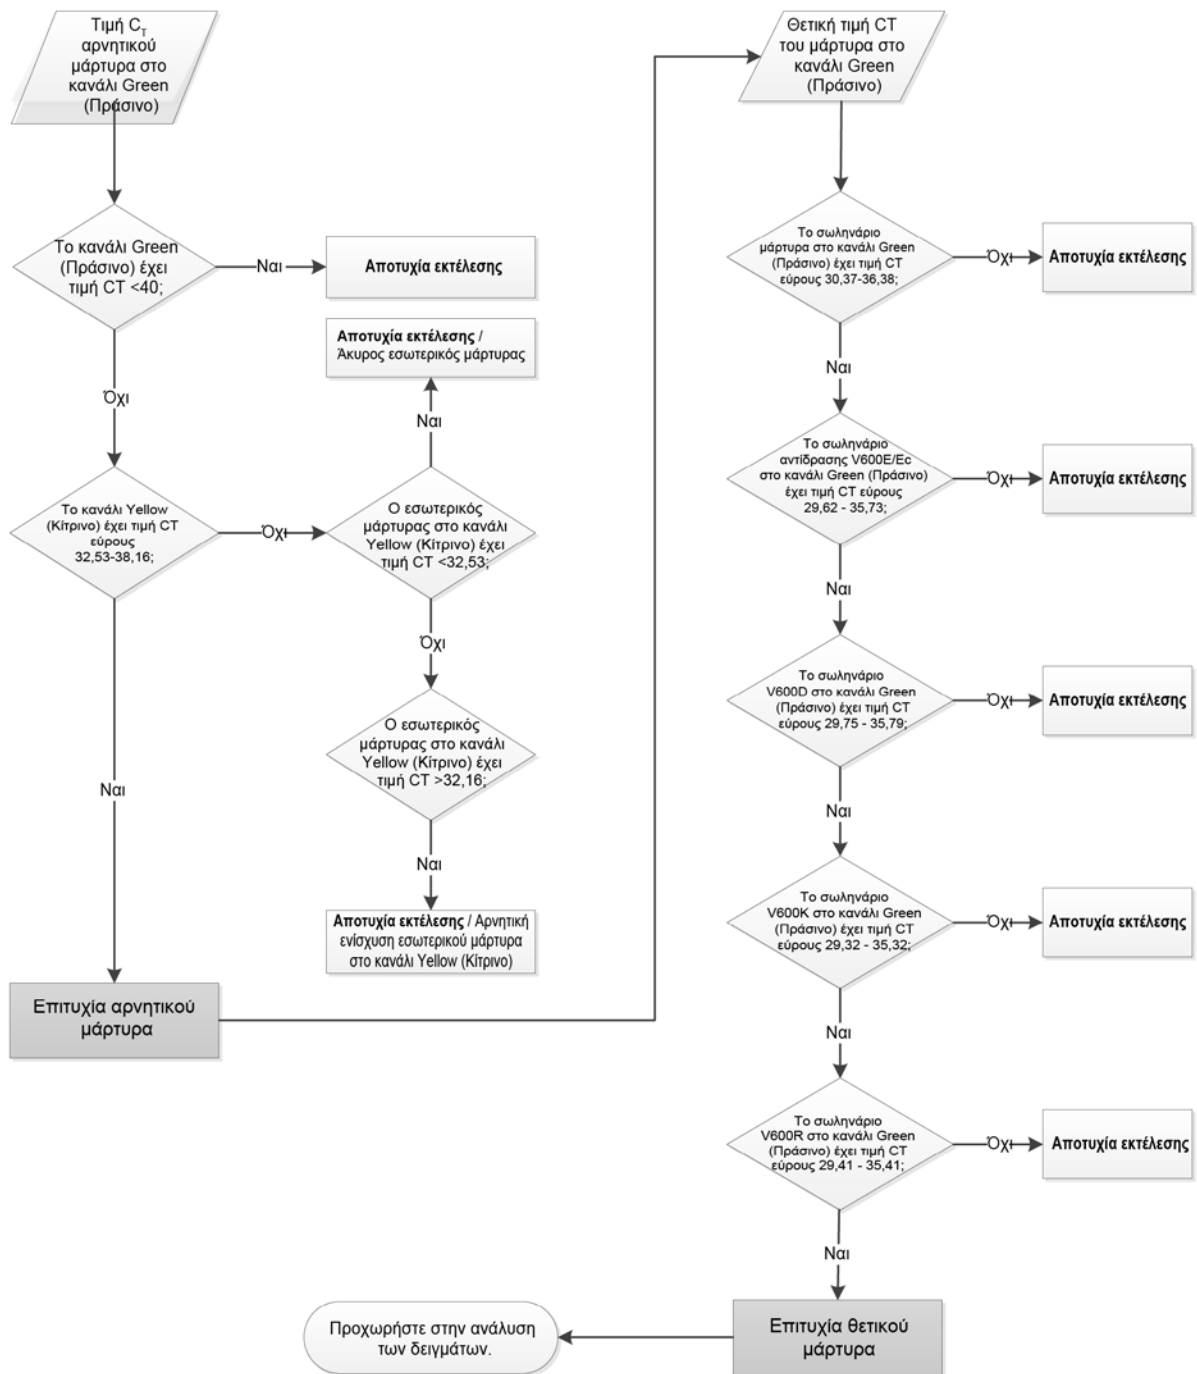 Τιμή CT
αρνητικού
μάρτυρα στο
κανάλι Green
(Πράσινο)
Το κανάλι Green
(Πράσινο) έχει
τιμή CT <40;
Ναι
Αποτυχία εκτέλεσης
Όχι
Αποτυχία εκτέλεσης /
Άκυρος εσωτερικός μάρτυρας
Ναι
Το κανάλι Yellow
(Κίτρινο) έχει τιμή CT
εύρους
32,53-38,16;
Όχι
Ο εσωτερικός
μάρτυρας στο κανάλι
Yellow (Κίτρινο) έχει
τιμή CT <32,53;
Όχι
Ο εσωτερικός
μάρτυρας στο κανάλι
Yellow (Κίτρινο) έχει
τιμή CT >32,16;
Ναι
Ναι
Αποτυχία εκτέλεσης / Αρνητική
ενίσχυση εσωτερικού μάρτυρα
στο κανάλι Yellow (Κίτρινο)
Επιτυχία αρνητικού
μάρτυρα
Θετική τιμή CT
του μάρτυρα στο
κανάλι Green
(Πράσινο)
Το σωληνάριο
μάρτυρα στο κανάλι Green
(Πράσινο) έχει τιμή CT
εύρους 30,37-36,38;
Όχι
Αποτυχία εκτέλεσης
Ναι
Το σωληνάριο
αντίδρασης V600E/Ec
στο κανάλι Green (Πράσινο)
έχει τιμή CT εύρους
29,62 - 35,73;
Όχι
Αποτυχία εκτέλεσης
Ναι
Το σωληνάριο
V600D στο κανάλι Green
(Πράσινο) έχει τιμή CT
εύρους 29,75 - 35,79;
Όχι
Αποτυχία εκτέλεσης
Ναι
Το σωληνάριο
V600K στο κανάλι Green
(Πράσινο) έχει τιμή CT
εύρους 29,32 - 35,32;
Όχι
Αποτυχία εκτέλεσης
Ναι
Το σωληνάριο
V600R στο κανάλι Green
(Πράσινο) έχει τιμή CT
εύρους 29,41 - 35,41;
Όχι
Αποτυχία εκτέλεσης
Ναι
Επιτυχία θετικού
μάρτυρα
Προχωρήστε στην ανάλυση
των δειγμάτων.